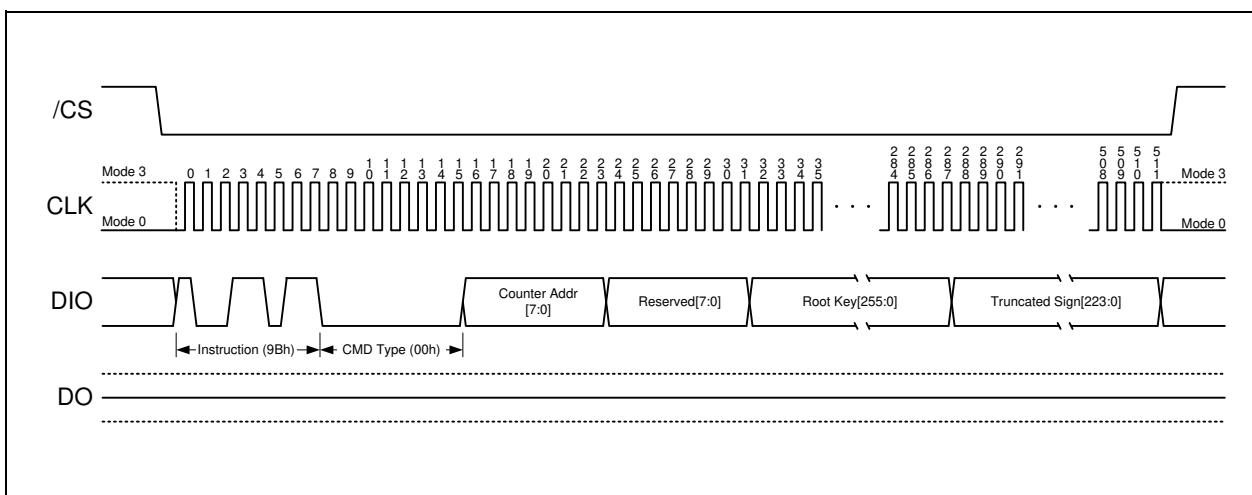 /CS
Mode 3
0 1 2 3 4 5 6 7 8 9 10 11 12 13 14 15 16 17 18 19 20 21 22 23 24 25 26 27 28 29 30 31 32 33 34 35 284 285 286 287 288 289 290 291 508 509 510 511
Mode 3
CLK
Mode 0
. . .
. . .
Mode 0
DIO
Counter Addr
[7:0]
Reserved[7:0]
Root Key[255:0]
Truncated Sign[223:0]
Instruction (9Bh)
CMD Type (00h)
DO